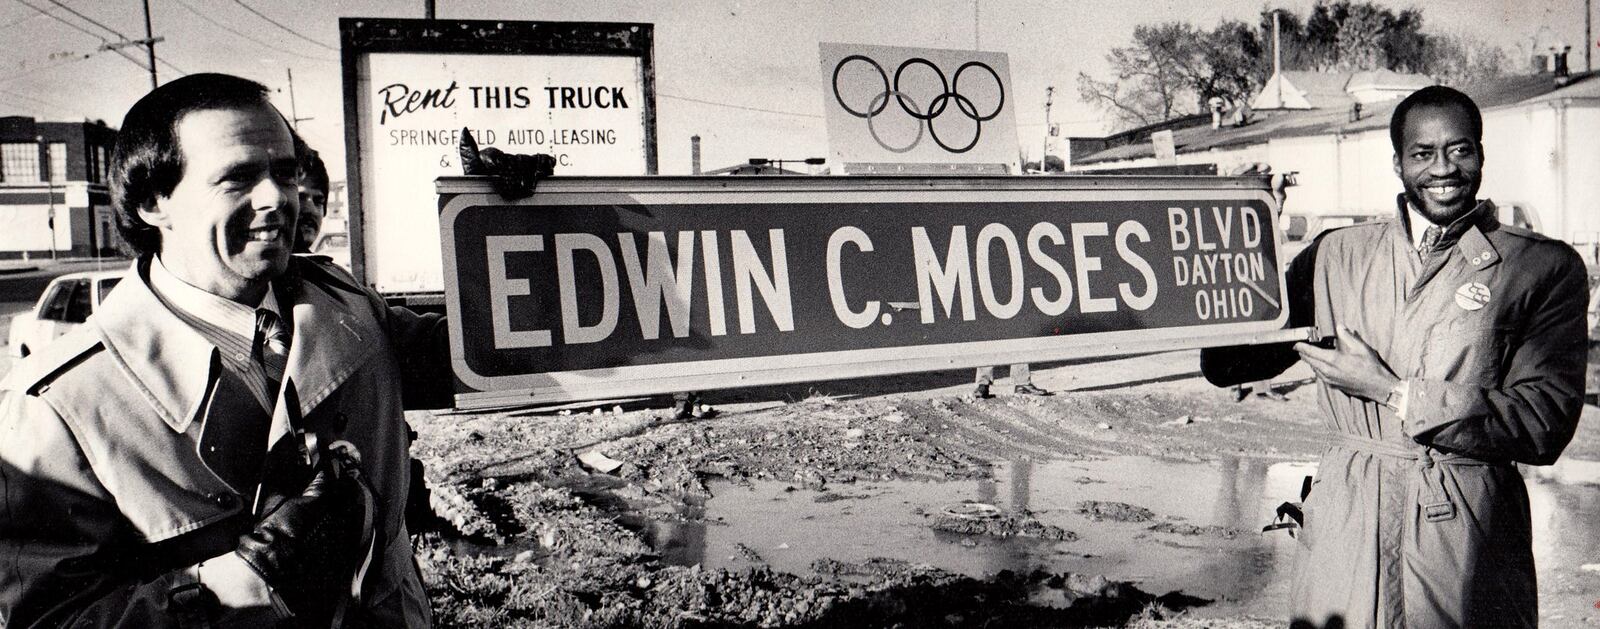 Rent THIS TRUCK
SPRINGFIELD AUTO LEASING
&
EDWIN C. MOSES
BLVD
DAYTON
OHIO